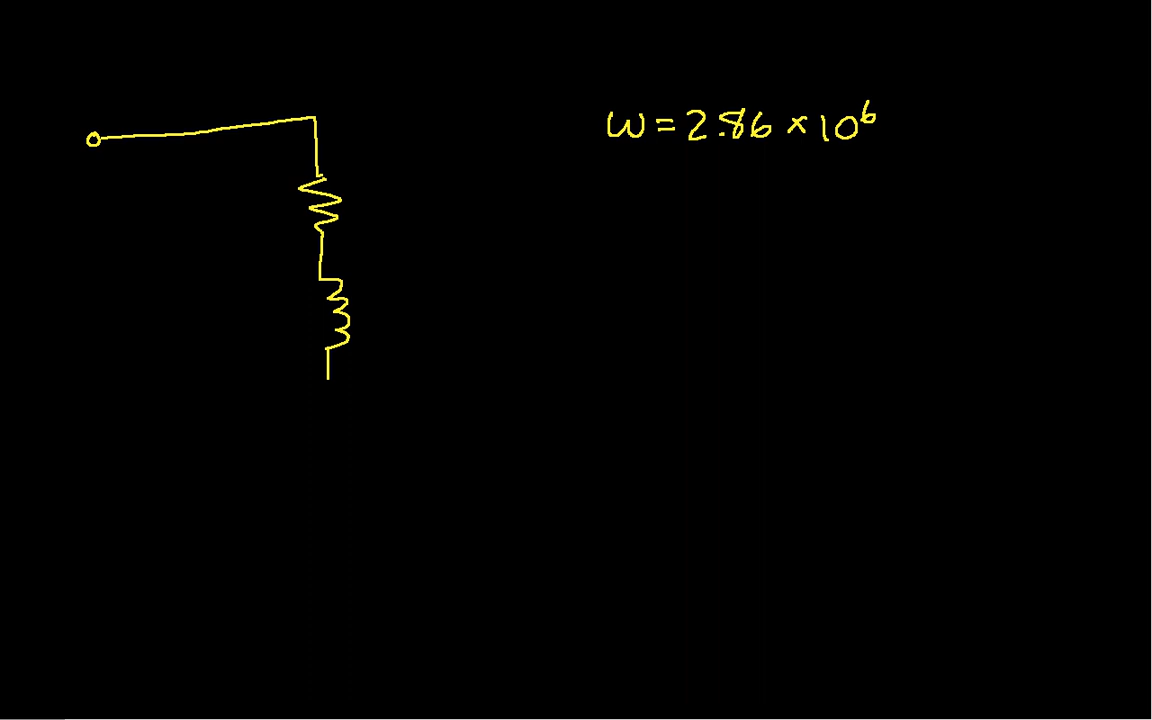 ω = 2.86 × 10⁶